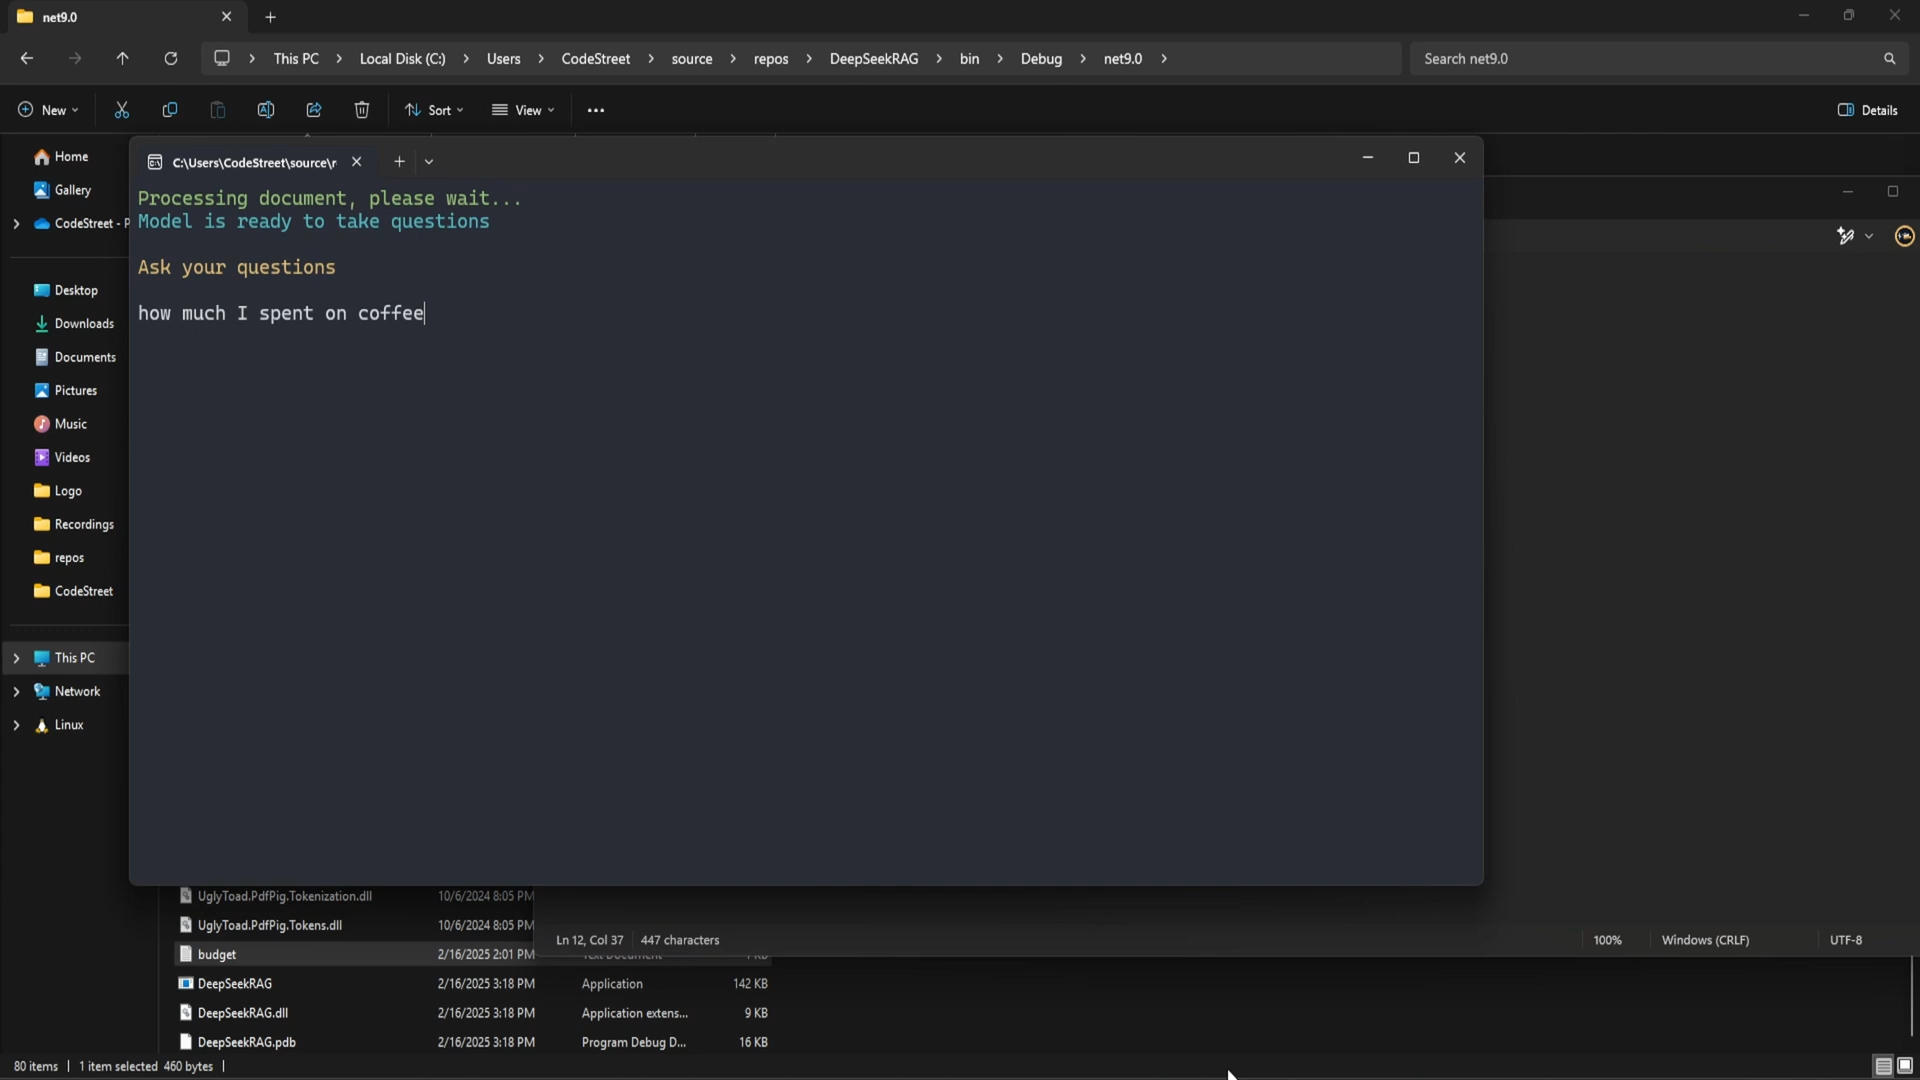 net9.0
This PC > Local Disk (C:) > Users > CodeStreet > source > repos > DeepSeekRAG > bin > Debug > net9.0 >
Search net9.0
New
Sort
View
Details
Home
Gallery
CodeStreet - P
Desktop
Downloads
Documents
Pictures
Music
Videos
Logo
Recordings
repos
CodeStreet
This PC
Network
Linux
C:\Users\CodeStreet\source\r
Processing document, please wait...
Model is ready to take questions
Ask your questions
how much I spent on coffee
UglyToad.PdfPig.Tokenization.dll 10/6/2024 8:05 PM
UglyToad.PdfPig.Tokens.dll 10/6/2024 8:05 PM
Ln 12, Col 37 447 characters 100% Windows (CRLF) UTF-8
budget 2/16/2025 2:01 PM Text Document 1 KB
DeepSeekRAG 2/16/2025 3:18 PM Application 142 KB
DeepSeekRAG.dll 2/16/2025 3:18 PM Application extens... 9 KB
DeepSeekRAG.pdb 2/16/2025 3:18 PM Program Debug D... 16 KB
80 items 1 item selected 460 bytes